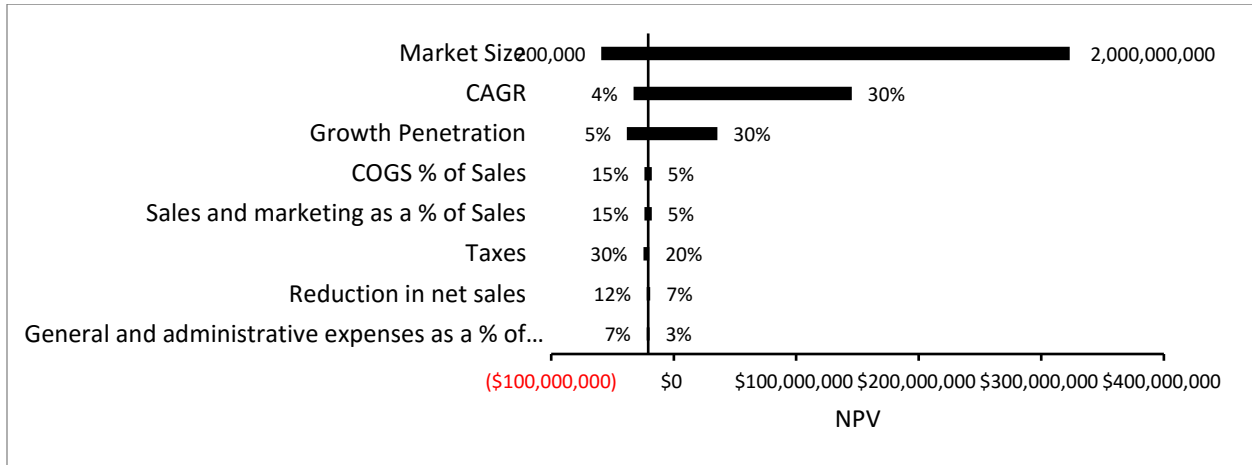 Market Size 200,000 2,000,000,000
CAGR 4% 30%
Growth Penetration 5% 30%
COGS % of Sales 15% 5%
Sales and marketing as a % of Sales 15% 5%
Taxes 30% 20%
Reduction in net sales 12% 7%
General and administrative expenses as a % of… 7% 3%
($100,000,000) $0 $100,000,000 $200,000,000 $300,000,000 $400,000,000
NPV